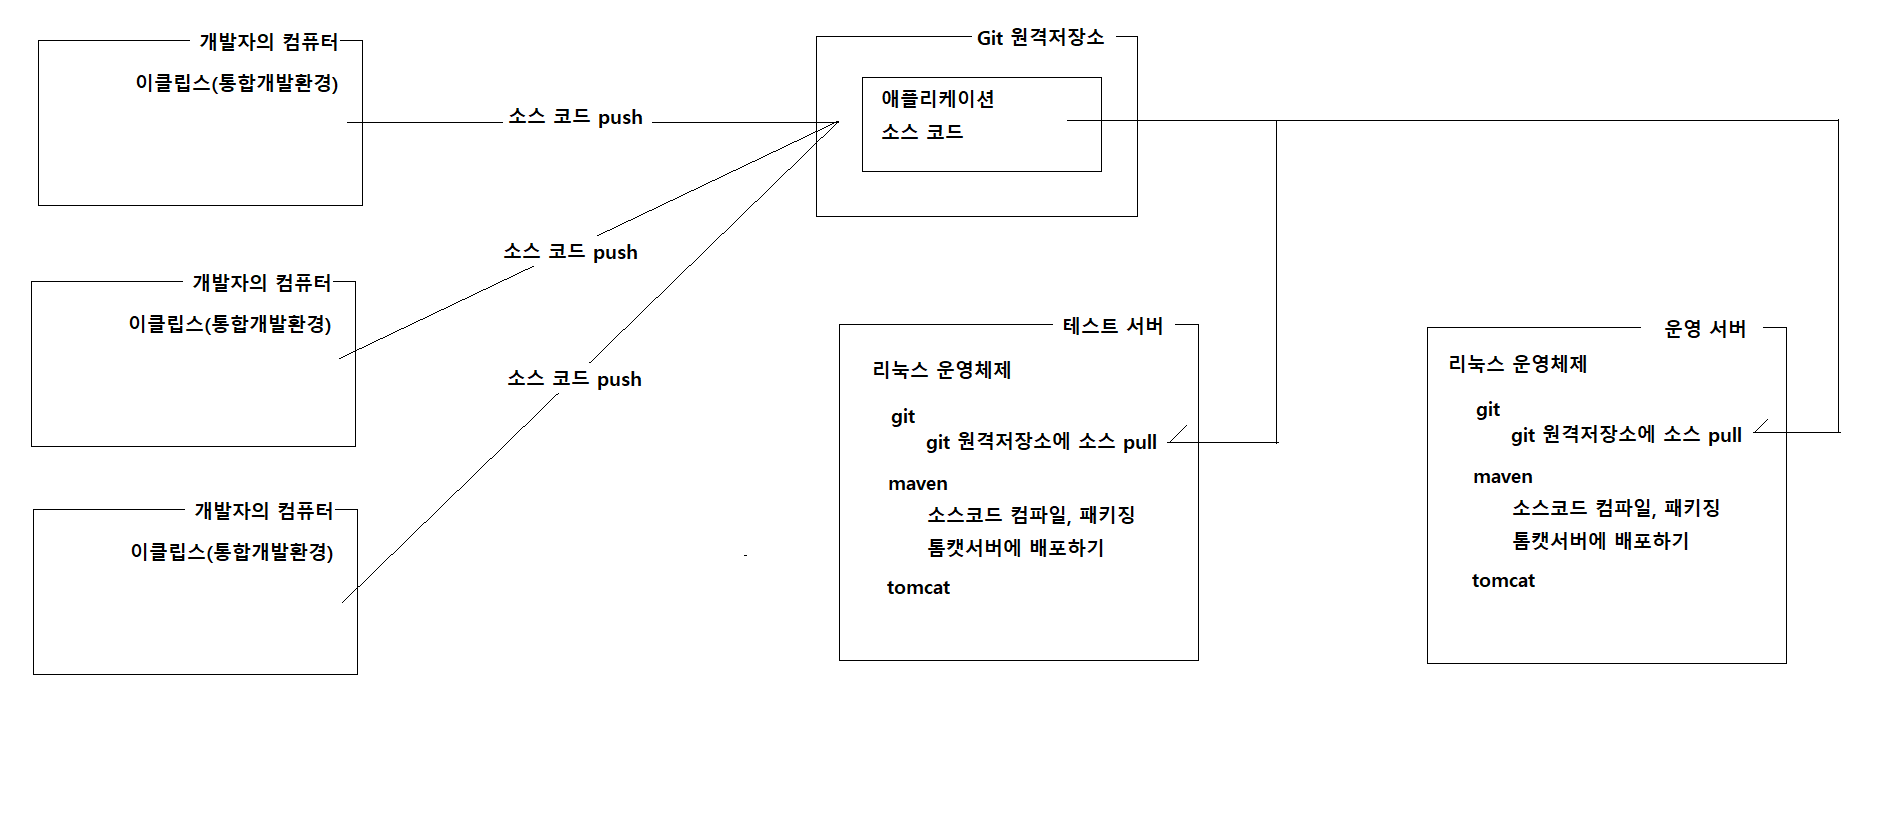 개발자의 컴퓨터
이클립스(통합개발환경)
소스 코드 push
Git 원격저장소
애플리케이션
소스 코드
개발자의 컴퓨터
이클립스(통합개발환경)
소스 코드 push
개발자의 컴퓨터
이클립스(통합개발환경)
소스 코드 push
테스트 서버
리눅스 운영체제
git
git 원격저장소에 소스 pull
maven
소스코드 컴파일, 패키징
톰캣서버에 배포하기
tomcat
운영 서버
리눅스 운영체제
git
git 원격저장소에 소스 pull
maven
소스코드 컴파일, 패키징
톰캣서버에 배포하기
tomcat